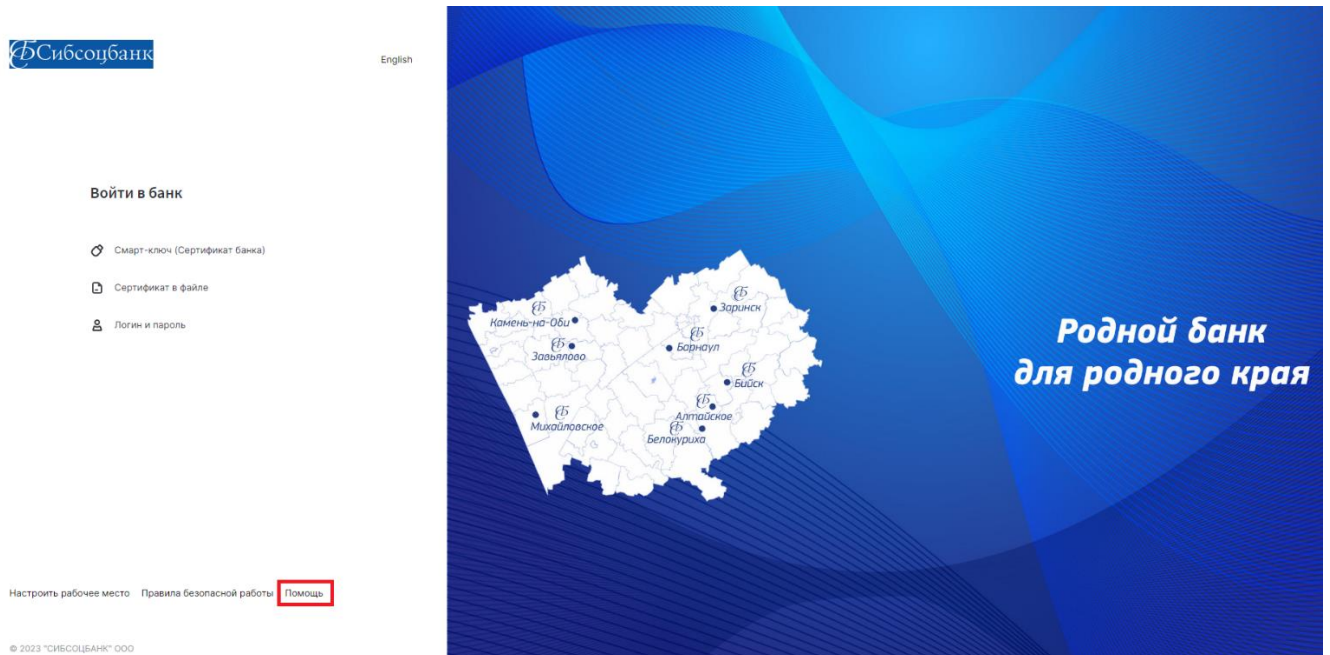 Сибсоцбанк
English
Войти в банк
Смарт-ключ (Сертификат банка)
Сертификат в файле
Логин и пароль
Настроить рабочее место Правила безопасной работы Помощь
© 2023 "СИБСОЦБАНК" ООО
Заринск
Камень-на-Оби
Барнаул
Завьялово
Бийск
Алтайское
Михайловское
Белокуриха
Родной банк
для родного края